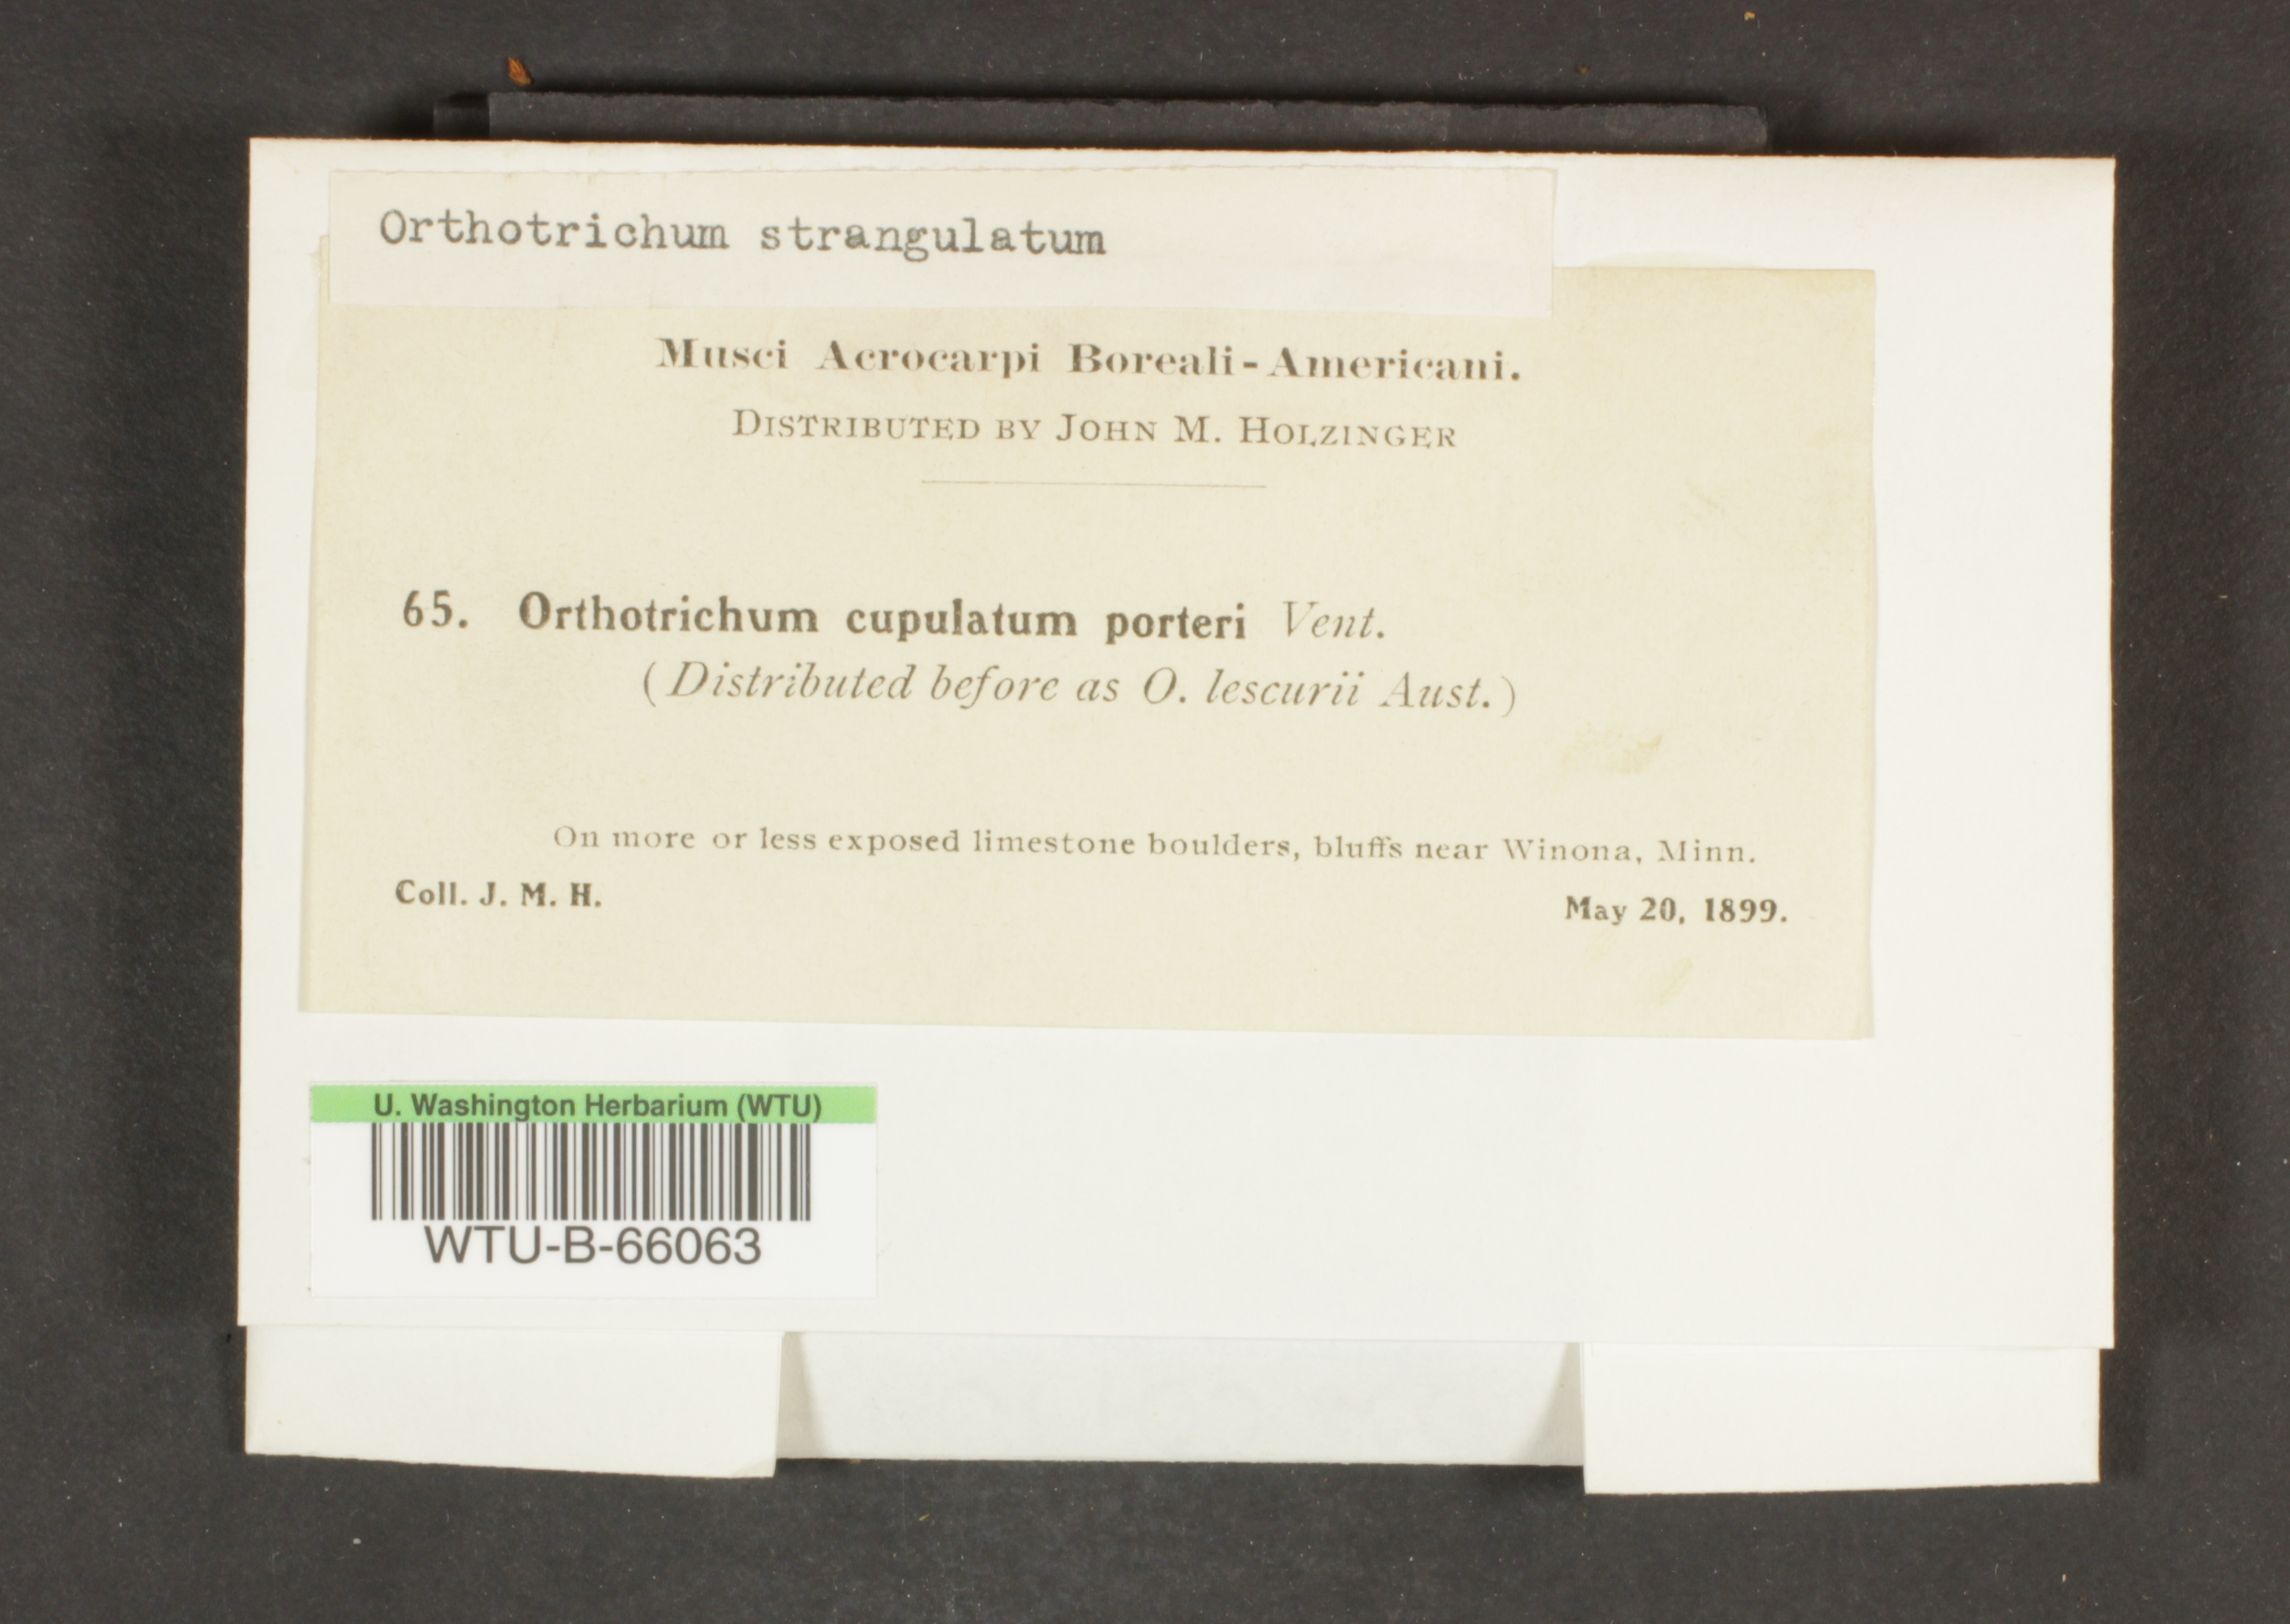 Orthotrichum strangulatum
Musci Acrocarpi Boreali-Americani.
DISTRIBUTED BY JOHN M. HOLZINGER
65. Orthotrichum cupulatum porteri Vent.
(Distributed before as O. lescurii Aust.)
On more or less exposed limestone boulders, bluffs near Winona, Minn.
Coll. J. M. H. May 20, 1899.
U. Washington Herbarium (WTU)
WTU-B-66063